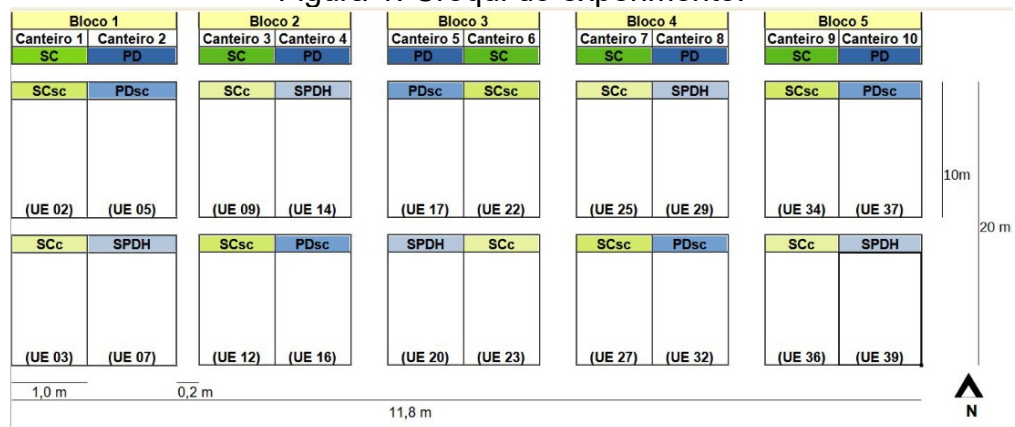 Figura 1. Croqui do experimento.
Bloco 1 Bloco 2 Bloco 3 Bloco 4 Bloco 5
Canteiro 1 Canteiro 2 Canteiro 3 Canteiro 4 Canteiro 5 Canteiro 6 Canteiro 7 Canteiro 8 Canteiro 9 Canteiro 10
SC PD SC PD PD SC SC PD SC PD
SCsc PDsc SCc SPDH PDsc SCsc SCc SPDH SCsc PDsc
10m
(UE 02) (UE 05) (UE 09) (UE 14) (UE 17) (UE 22) (UE 25) (UE 29) (UE 34) (UE 37)
20 m
SCc SPDH SCsc PDsc SPDH SCc SCsc PDsc SCc SPDH
(UE 03) (UE 07) (UE 12) (UE 16) (UE 20) (UE 23) (UE 27) (UE 32) (UE 36) (UE 39)
1,0 m 0,2 m
11,8 m N